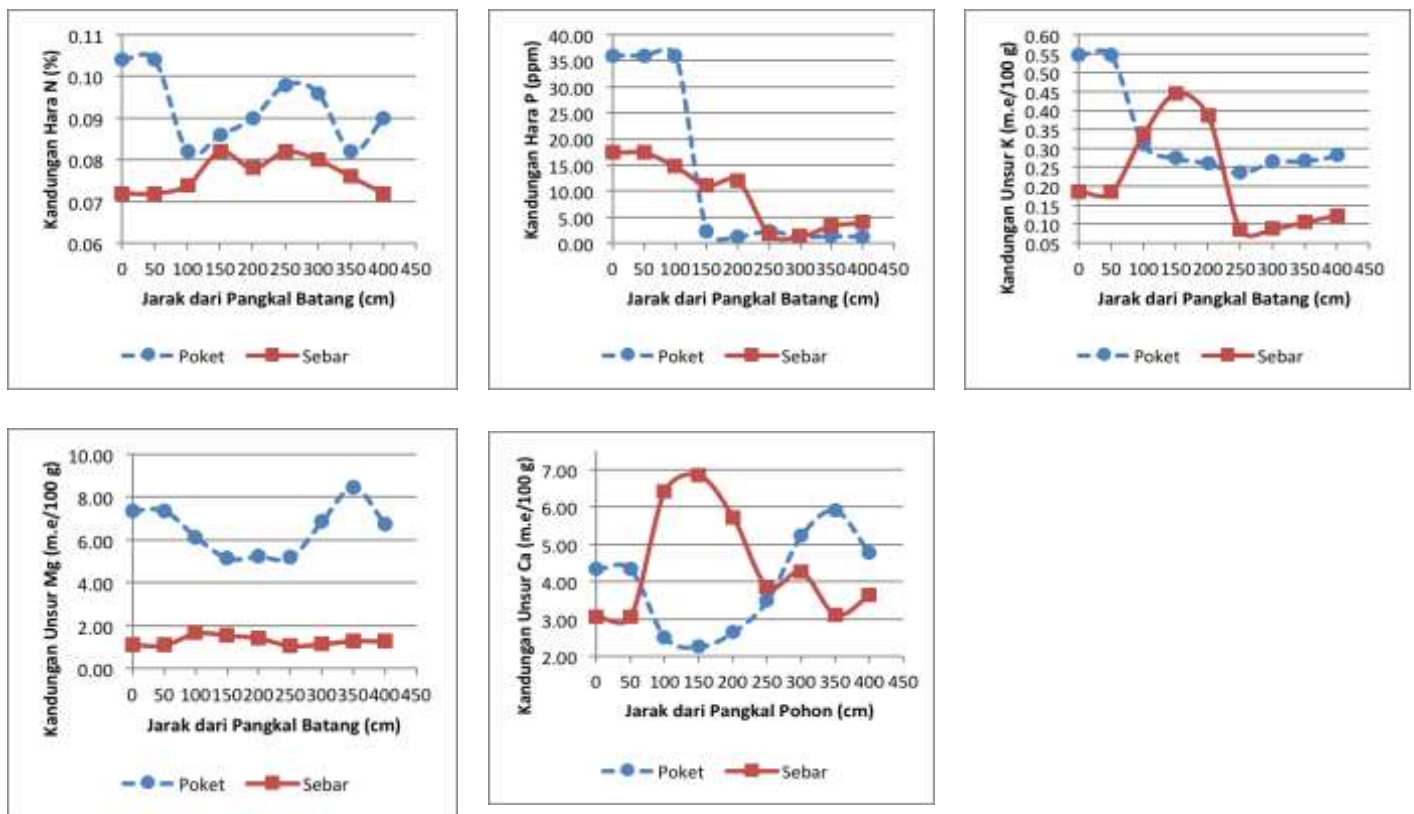 Kandungan Hara N (%)
0.11
0.10
0.09
0.08
0.07
0.06
0 50 100 150 200 250 300 350 400 450
Jarak dari Pangkal Batang (cm)
Poket Sebar
Kandungan Hara P (ppm)
40.00
35.00
30.00
25.00
20.00
15.00
10.00
5.00
0.00
0 50 100 150 200 250 300 350 400 450
Jarak dari Pangkal Batang (cm)
Poket Sebar
Kandungan Unsur K (m.e/100 g)
0.60
0.55
0.50
0.45
0.40
0.35
0.30
0.25
0.20
0.15
0.10
0.05
0 50 100 150 200 250 300 350 400 450
Jarak dari Pangkal Batang (cm)
Poket Sebar
Kandungan Unsur Mg (m.e/100 g)
10.00
8.00
6.00
4.00
2.00
0.00
0 50 100 150 200 250 300 350 400 450
Jarak dari Pangkal Batang (cm)
Poket Sebar
Kandungan Unsur Ca (m.e/100 g)
7.00
6.00
5.00
4.00
3.00
2.00
0 50 100 150 200 250 300 350 400 450
Jarak dari Pangkal Pohon (cm)
Poket Sebar